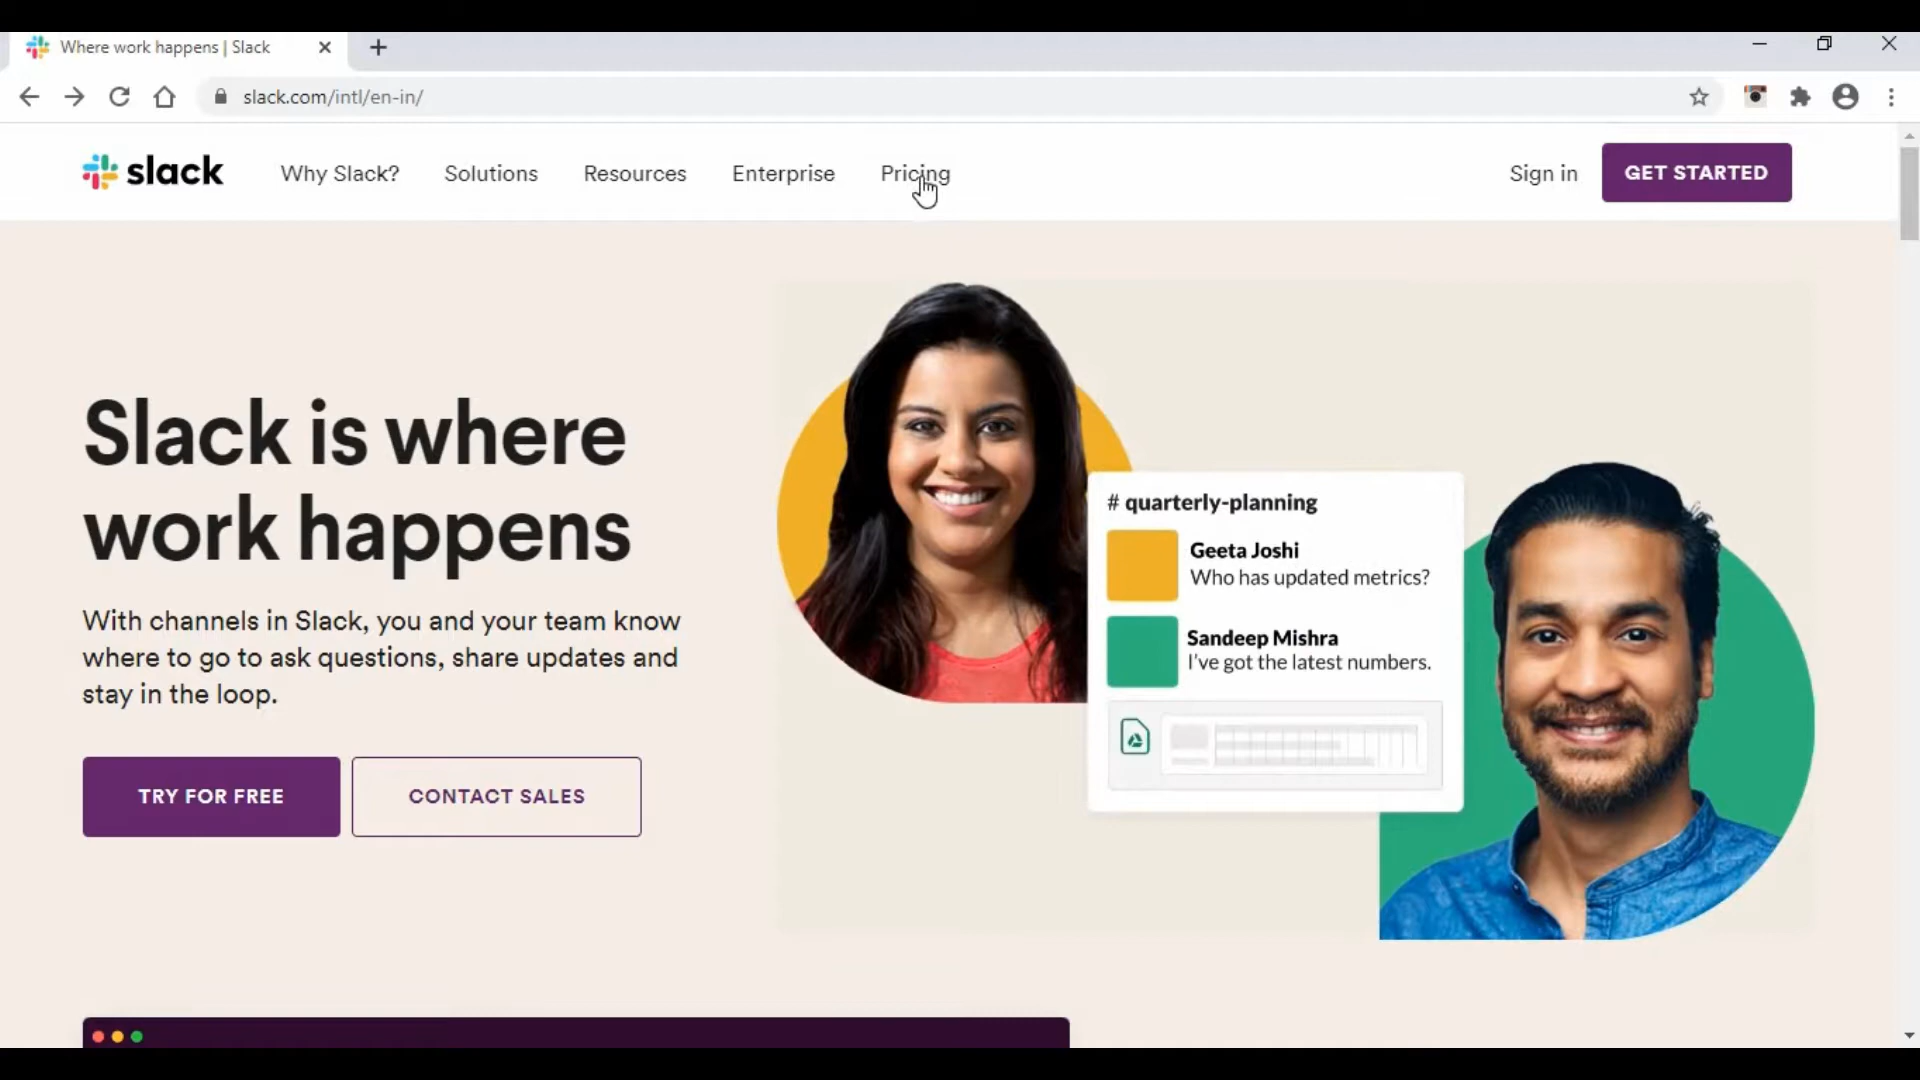 Where work happens | Slack
slack.com/intl/en-in/
slack
Why Slack?
Solutions
Resources
Enterprise
Pricing
Sign in
GET STARTED
Slack is where
work happens
With channels in Slack, you and your team know
where to go to ask questions, share updates and
stay in the loop.
TRY FOR FREE
CONTACT SALES
# quarterly-planning
Geeta Joshi
Who has updated metrics?
Sandeep Mishra
I've got the latest numbers.